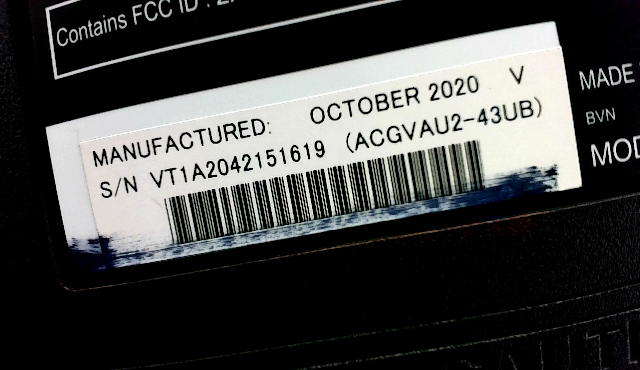 Contains FCC ID :
MANUFACTURED: OCTOBER 2020 V
S/N VT1A2042151619 (ACGVAU2-43UB)
MADE
BVN
MOD